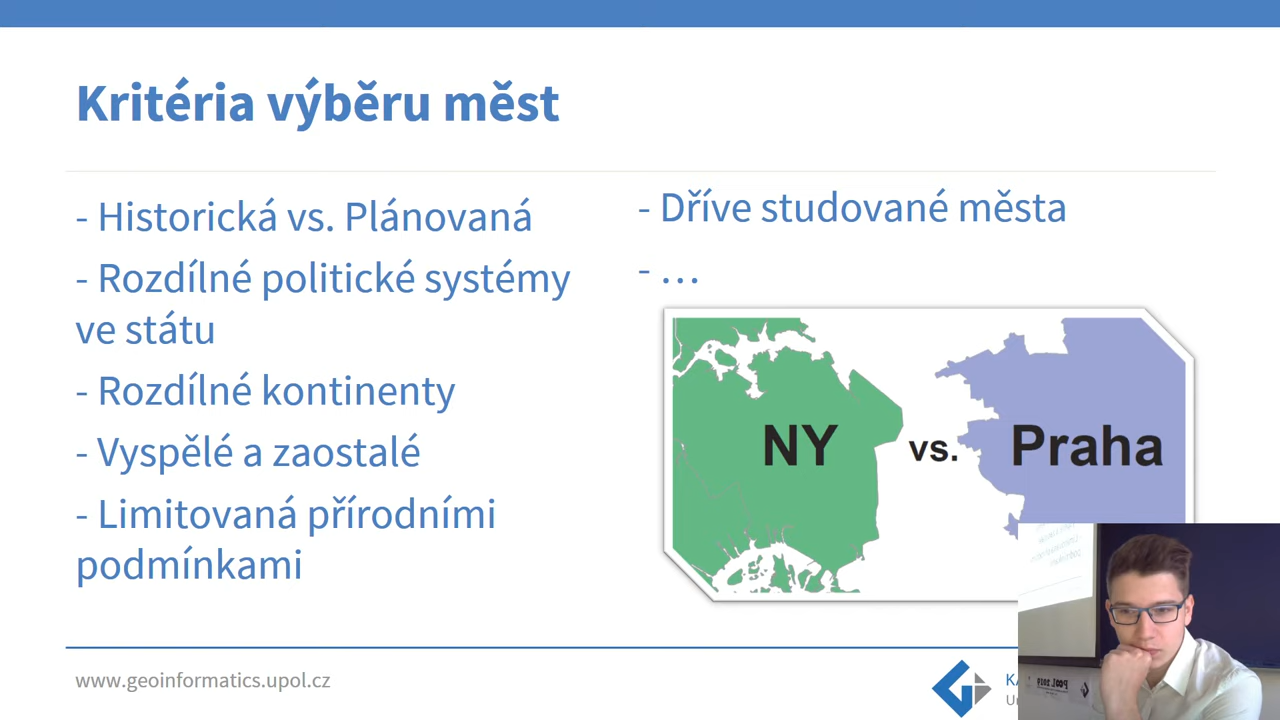 Kritéria výběru měst
- Historická vs. Plánovaná
- Rozdílné politické systémy
ve státu
- Rozdílné kontinenty
- Vyspělé a zaostalé
- Limitovaná přírodními
podmínkami
- Dříve studované města
- ...
NY vs. Praha
www.geoinformatics.upol.cz